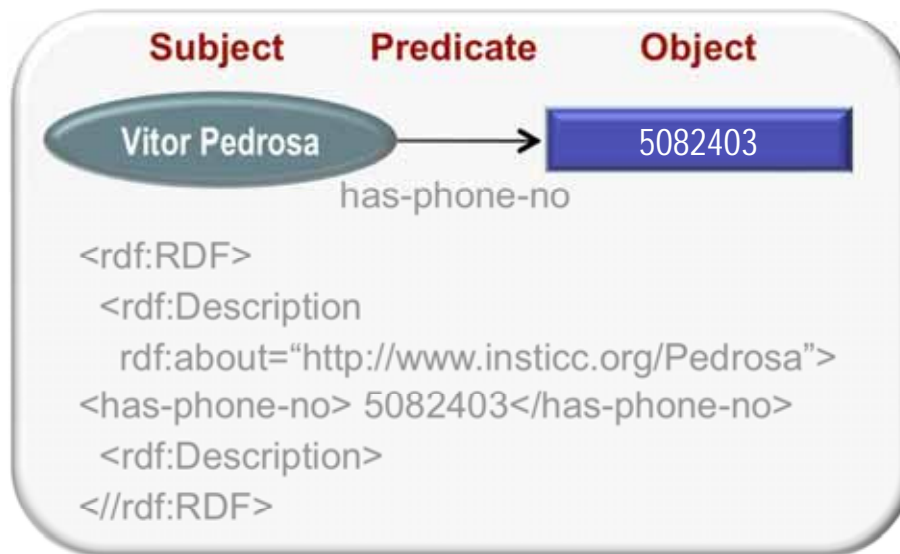 Subject Predicate Object
Vitor Pedrosa 5082403
has-phone-no
<rdf:RDF>
<rdf:Description
rdf:about=“http://www.insticc.org/Pedrosa”>
<has-phone-no> 5082403</has-phone-no>
<rdf:Description>
<//rdf:RDF>